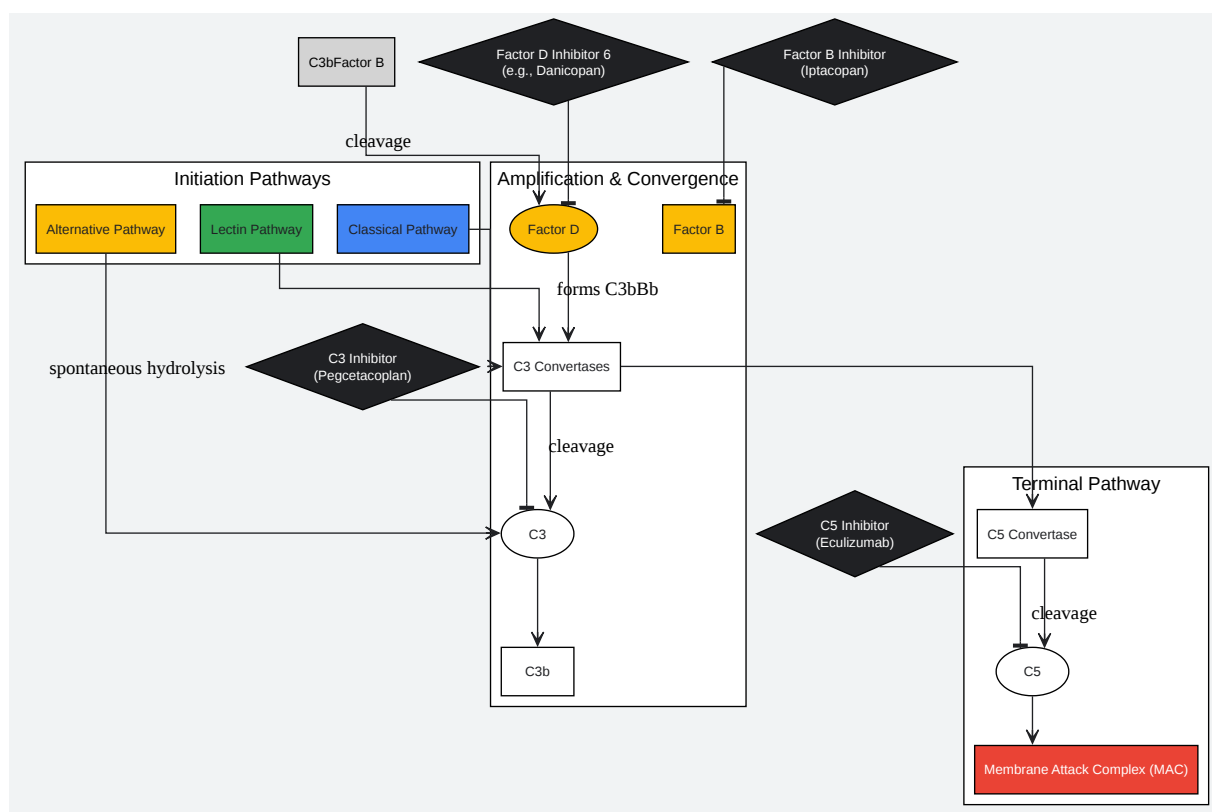 C3bFactor B
Factor D Inhibitor 6
(e.g., Danicopan)
Factor B Inhibitor
(Iptacopan)
cleavage
Initiation Pathways
Amplification & Convergence
Alternative Pathway
Lectin Pathway
Classical Pathway
Factor D
Factor B
forms C3bBb
spontaneous hydrolysis
C3 Inhibitor
(Pegcetacoplan)
C3 Convertases
cleavage
Terminal Pathway
C3
C5 Inhibitor
(Eculizumab)
C5 Convertase
cleavage
C3b
C5
Membrane Attack Complex (MAC)